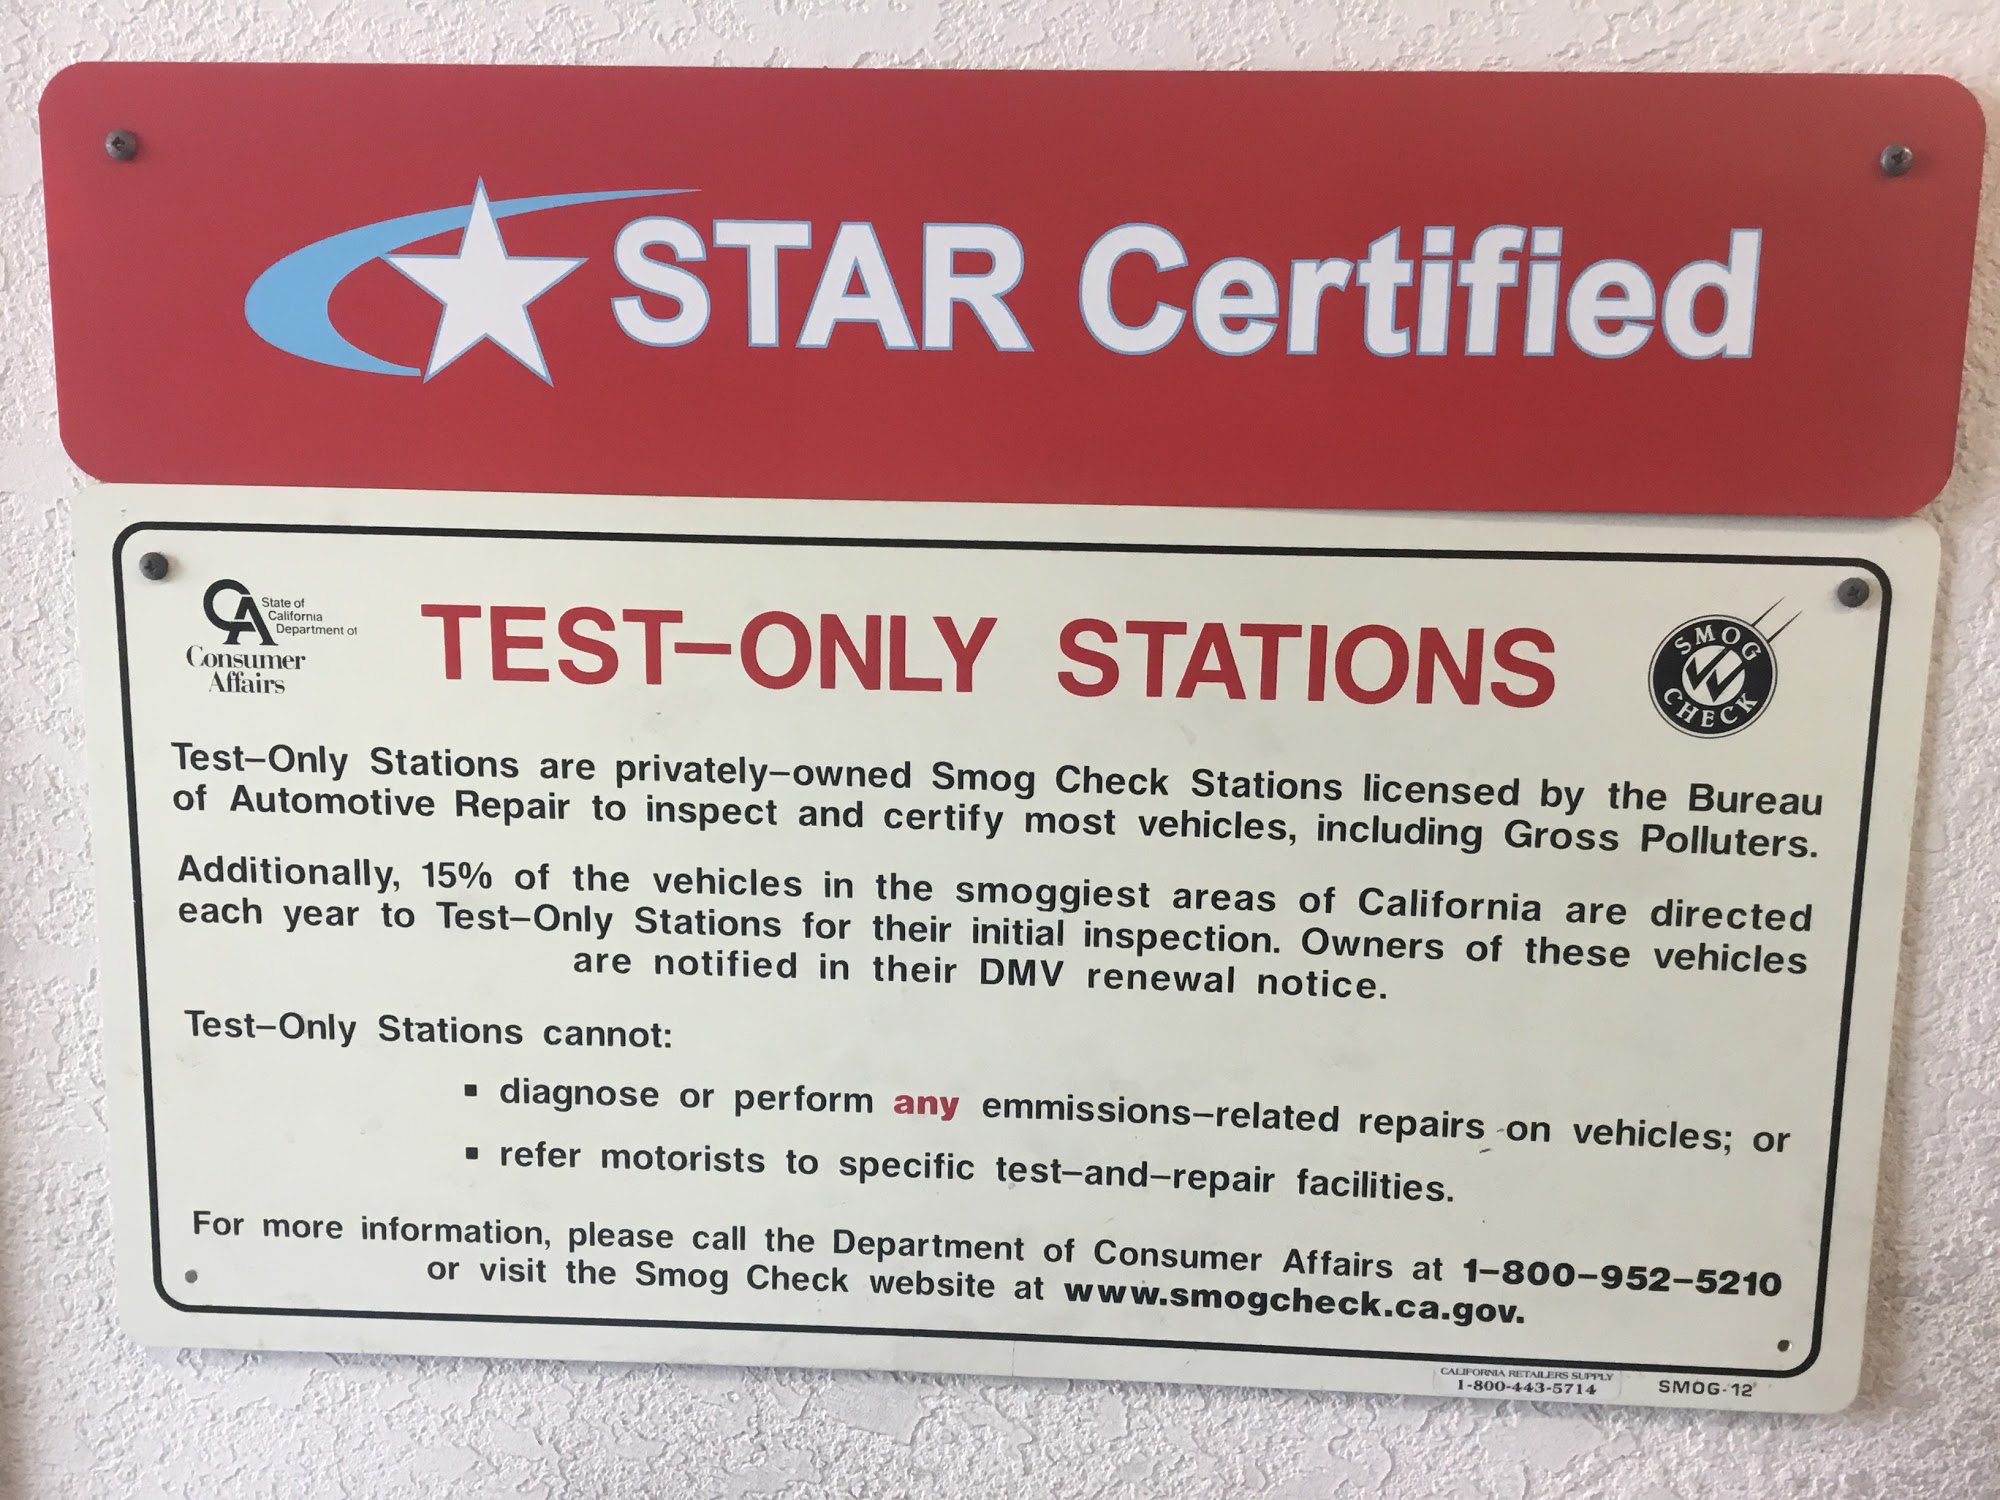 STAR Certified
CA
State of
California
Department of
Consumer
Affairs
TEST-ONLY STATIONS
SMOG
CHECK
Test-Only Stations are privately-owned Smog Check Stations licensed by the Bureau
of Automotive Repair to inspect and certify most vehicles, including Gross Polluters.
Additionally, 15% of the vehicles in the smoggiest areas of California are directed
each year to Test-Only Stations for their initial inspection. Owners of these vehicles
are notified in their DMV renewal notice.
Test-Only Stations cannot:
▪ diagnose or perform any emmissions-related repairs on vehicles; or
▪ refer motorists to specific test-and-repair facilities.
For more information, please call the Department of Consumer Affairs at 1-800-952-5210
or visit the Smog Check website at www.smogcheck.ca.gov.
CALIFORNIA RETAILERS SUPPLY
1-800-443-5714
SMOG-12